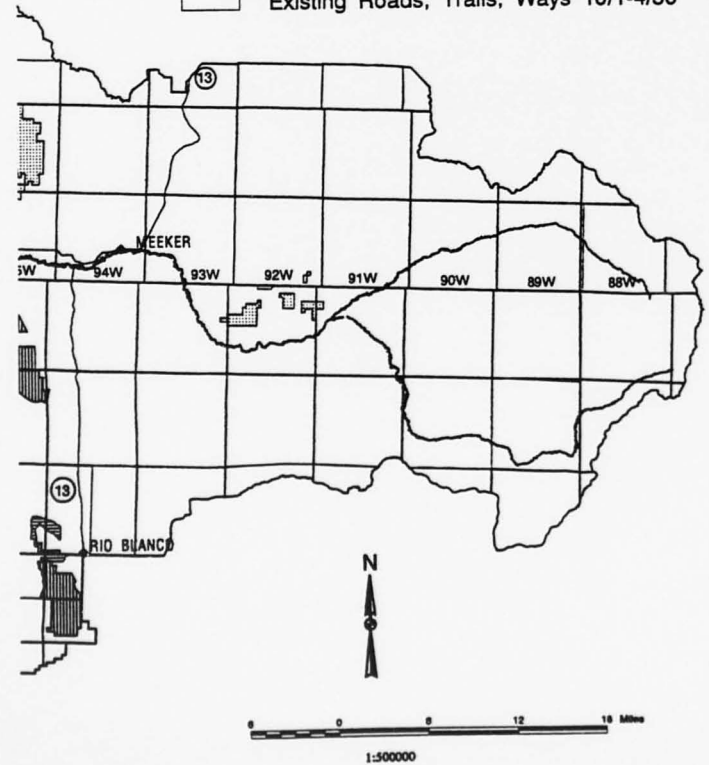 Existing Roads, Trails, Ways 10/1-4/30
13
MEEKER
94W 93W 92W 91W 90W 89W 88W
13
RIO BLANCO
N
6 0 6 12 18 Miles
1:500000